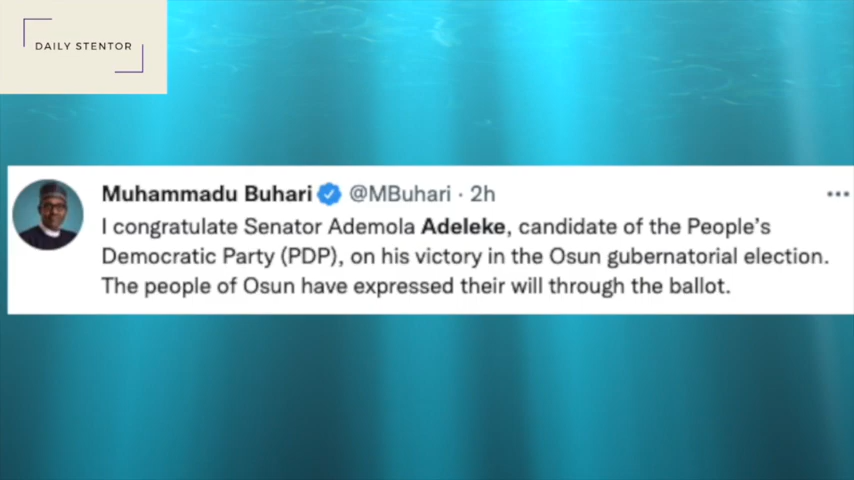 DAILY STENTOR
Muhammadu Buhari @MBuhari · 2h
I congratulate Senator Ademola Adeleke, candidate of the People's
Democratic Party (PDP), on his victory in the Osun gubernatorial election.
The people of Osun have expressed their will through the ballot.